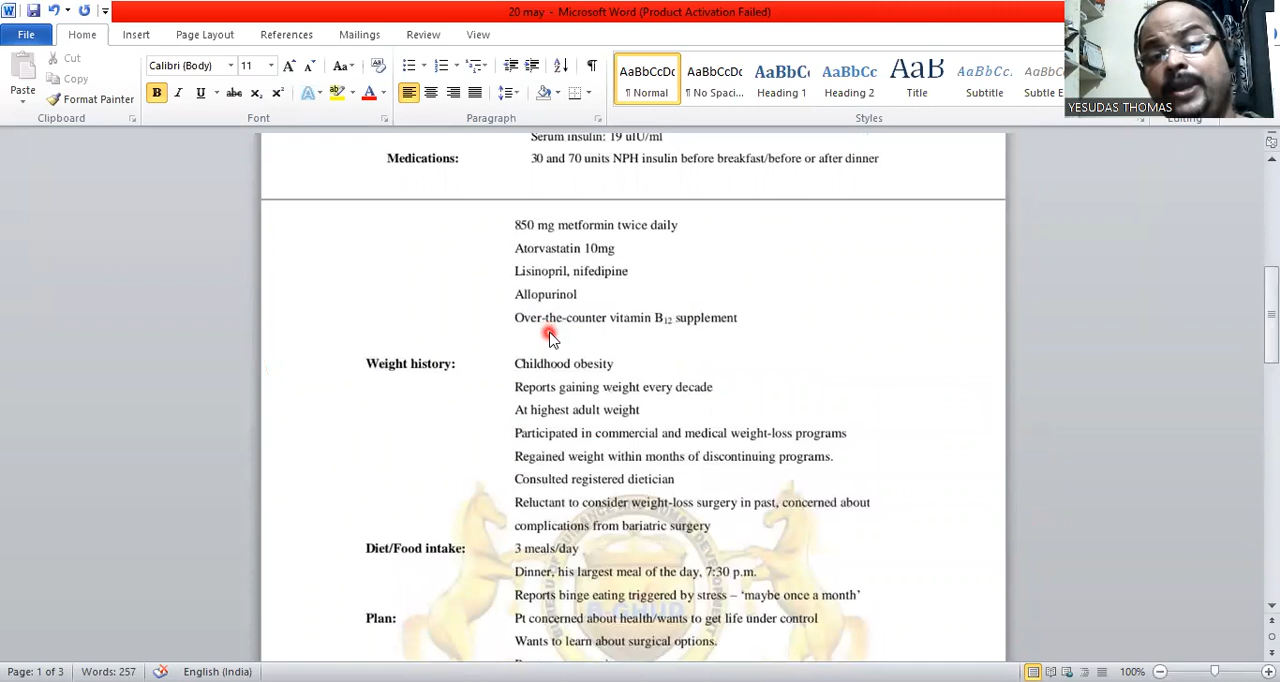 20 may - Microsoft Word (Product Activation Failed)
File Home Insert Page Layout References Mailings Review View
Cut
Copy
Format Painter
Paste
Calibri (Body) 11
AaBbCcDc AaBbCcDc AaBbC AaBbCc AaB AaBbCc. AaBbCcD
¶ Normal ¶ No Spaci... Heading 1 Heading 2 Title Subtitle Subtle E
Clipboard Font Paragraph Styles Editing
YESUDAS THOMAS
Serum insulin: 19 uIU/ml
Medications: 30 and 70 units NPH insulin before breakfast/before or after dinner
850 mg metformin twice daily
Atorvastatin 10mg
Lisinopril, nifedipine
Allopurinol
Over-the-counter vitamin B12 supplement
Weight history: Childhood obesity
Reports gaining weight every decade
At highest adult weight
Participated in commercial and medical weight-loss programs
Regained weight within months of discontinuing programs.
Consulted registered dietician
Reluctant to consider weight-loss surgery in past, concerned about
complications from bariatric surgery
Diet/Food intake: 3 meals/day
Dinner, his largest meal of the day, 7:30 p.m.
Reports binge eating triggered by stress – ‘maybe once a month’
Plan: Pt concerned about health/wants to get life under control
Wants to learn about surgical options.
Page: 1 of 3 Words: 257 English (India) 100%